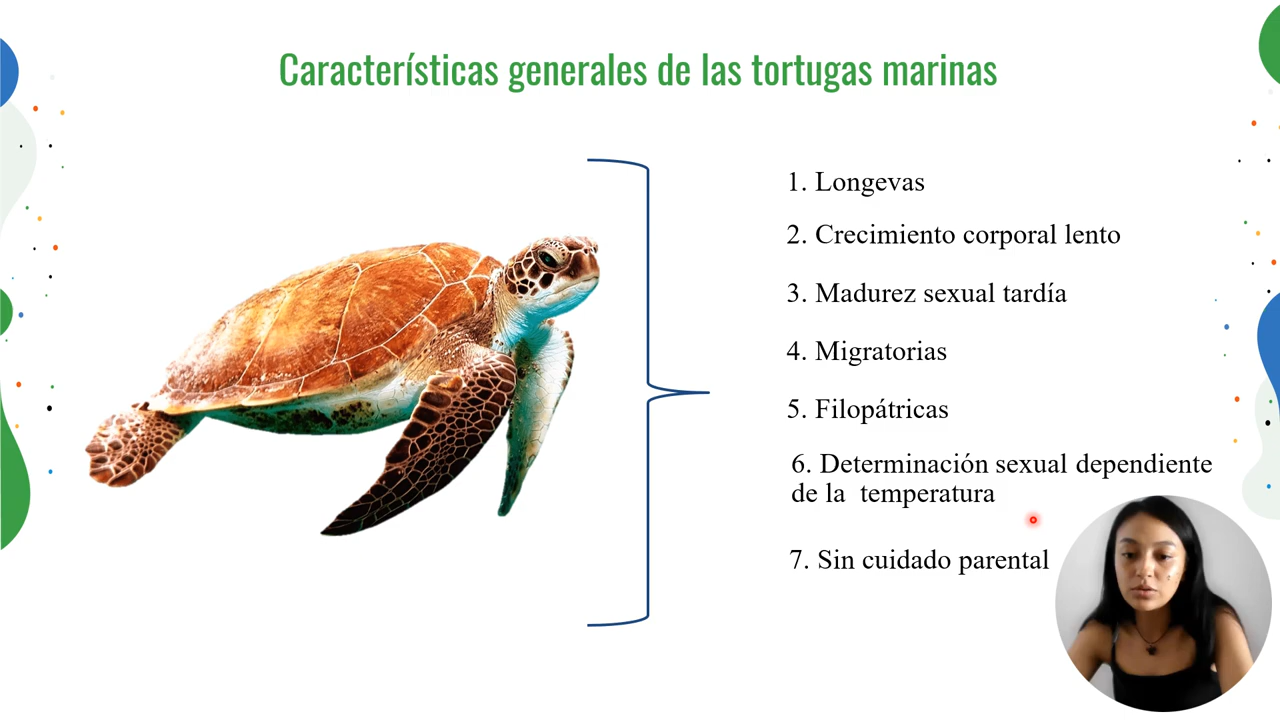 Características generales de las tortugas marinas
1. Longevas
2. Crecimiento corporal lento
3. Madurez sexual tardía
4. Migratorias
5. Filopátricas
6. Determinación sexual dependiente
de la  temperatura
7. Sin cuidado parental